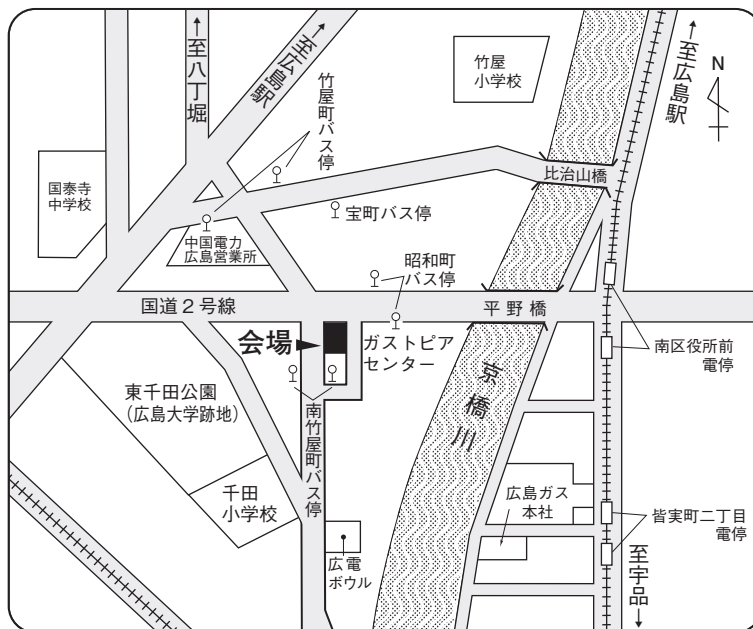 ←至八丁堀
←至広島駅
竹屋町バス停
竹屋
小学校
←至広島駅
N
国泰寺
中学校
比治山橋
宝町バス停
中国電力
広島営業所
昭和町
バス停
国道2号線
平野橋
会場
ガストピア
センター
南区役所前
電停
東千田公園
(広島大学跡地)
京橋川
南竹屋町バス停
千田
小学校
広島ガス
本社
皆実町二丁目
電停
広電
ボウル
至宇品→